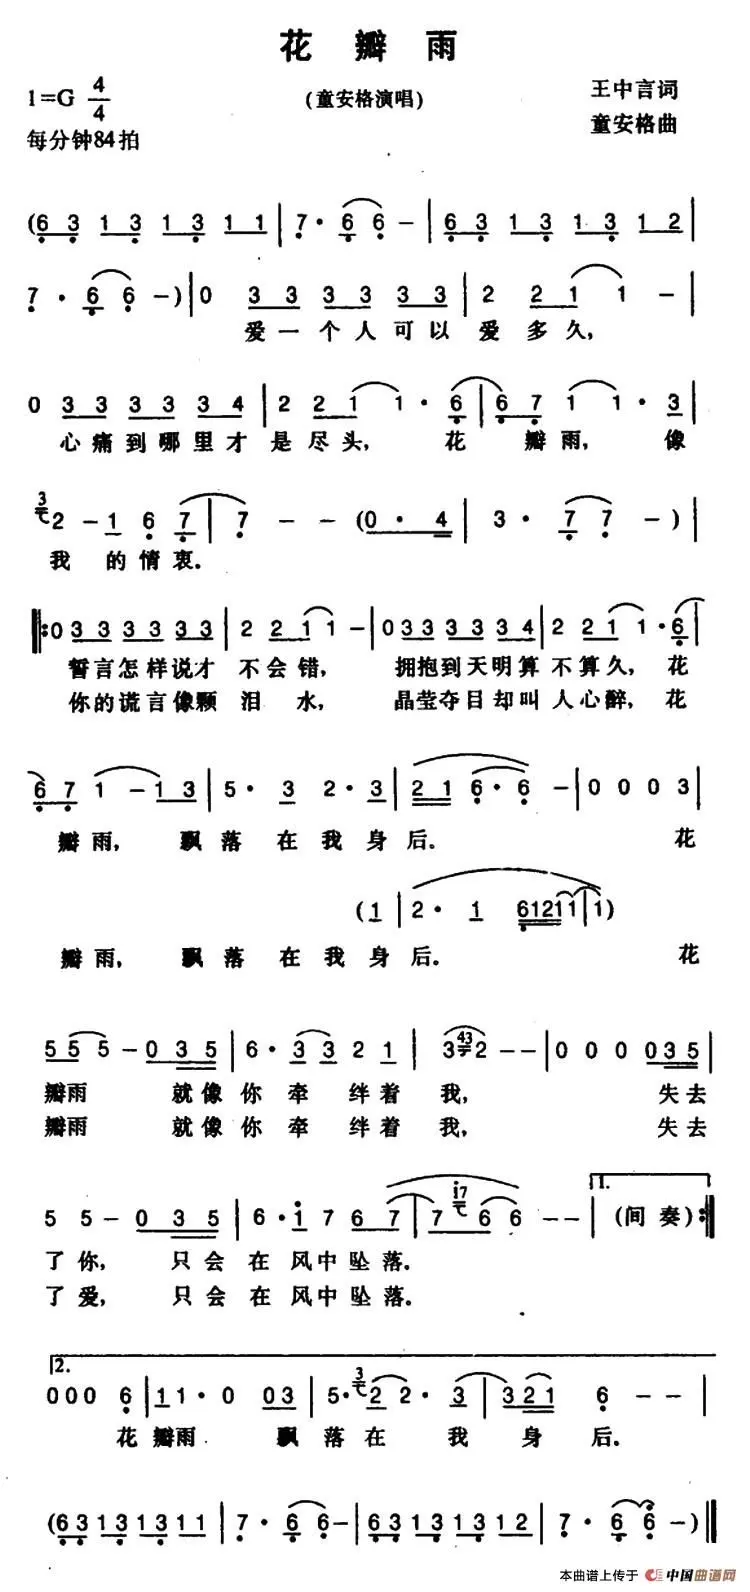 花瓣雨
1=G 4/4
(童安格演唱)
王中言词
每分钟84拍
童安格曲
(6 3 1 3 1 3 1 1 | 7· 6 6 - | 6 3 1 3 1 3 1 2 |
7· 6 6 -) | 0 3 3 3 3 3 3 | 2 2 1 1 - |
爱一个人可以爱多久,
0 3 3 3 3 3 4 | 2 2 1 1· 6 | 6 7 1 1· 3 |
心痛到哪里才是尽头, 花瓣雨, 像
2 - 1 6 7 | 7 - - (0· 4 | 3· 7 7 -) |
我的情衷。
‖: 0 3 3 3 3 3 3 | 2 2 1 1 - | 0 3 3 3 3 3 4 | 2 2 1 1· 6 |
誓言怎样说才不会错, 拥抱到天明算不算久, 花
你的谎言像颗泪水, 晶莹夺目却叫人心醉, 花
6 7 1 - 1 3 | 5· 3 2· 3 | 2 1 6· 6 - | 0 0 0 3 |
瓣雨, 飘落在我身后。 花
(1 | 2· 1 6 1 2 1 1 | 1)
瓣雨, 飘落在我身后。 花
5 5 5 - 0 3 5 | 6· 3 3 2 1 | 3 43 2 - - | 0 0 0 0 3 5 |
瓣雨 就像你牵绊着我, 失去
瓣雨 就像你牵绊着我, 失去
5 5 - 0 3 5 | 6· 1 7 6 7 | 7 i7 6 6 - - | 1. (间奏) :‖
了你, 只会在风中坠落。
了爱, 只会在风中坠落。
2.
0 0 0 6 | 1 1· 0 0 3 | 5· 3 2 2· 3 | 3 2 1 6 - | - - - |
花瓣雨 飘落在我身后。
(6 3 1 3 1 3 1 1 | 7· 6 6 - | 6 3 1 3 1 3 1 2 | 7· 6 6 -) ‖
本曲谱上传于 中国曲谱网